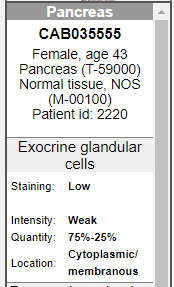 Pancreas
CAB035555
Female, age 43
Pancreas (T-59000)
Normal tissue, NOS
(M-00100)
Patient id: 2220
Exocrine glandular
cells
Staining: Low
Intensity: Weak
Quantity: 75%-25%
Location: Cytoplasmic/
membranous